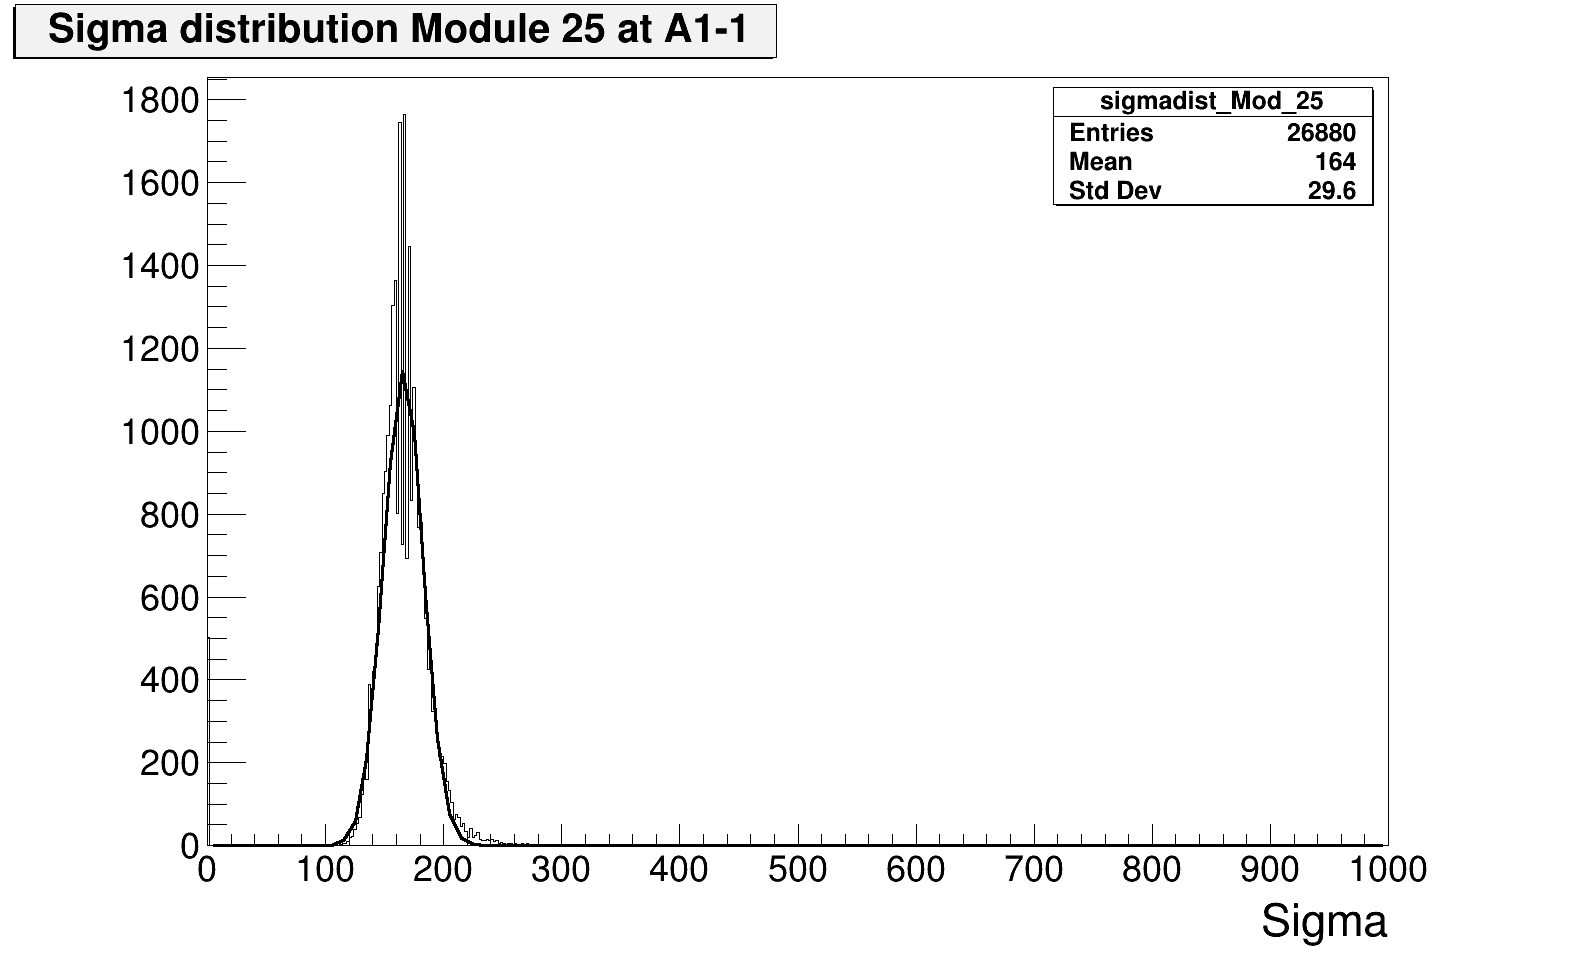 Sigma distribution Module 25 at A1-1
sigmadist_Mod_25
Entries 26880
Mean 164
Std Dev 29.6
1800
1600
1400
1200
1000
800
600
400
200
0
0 100 200 300 400 500 600 700 800 900 1000
Sigma